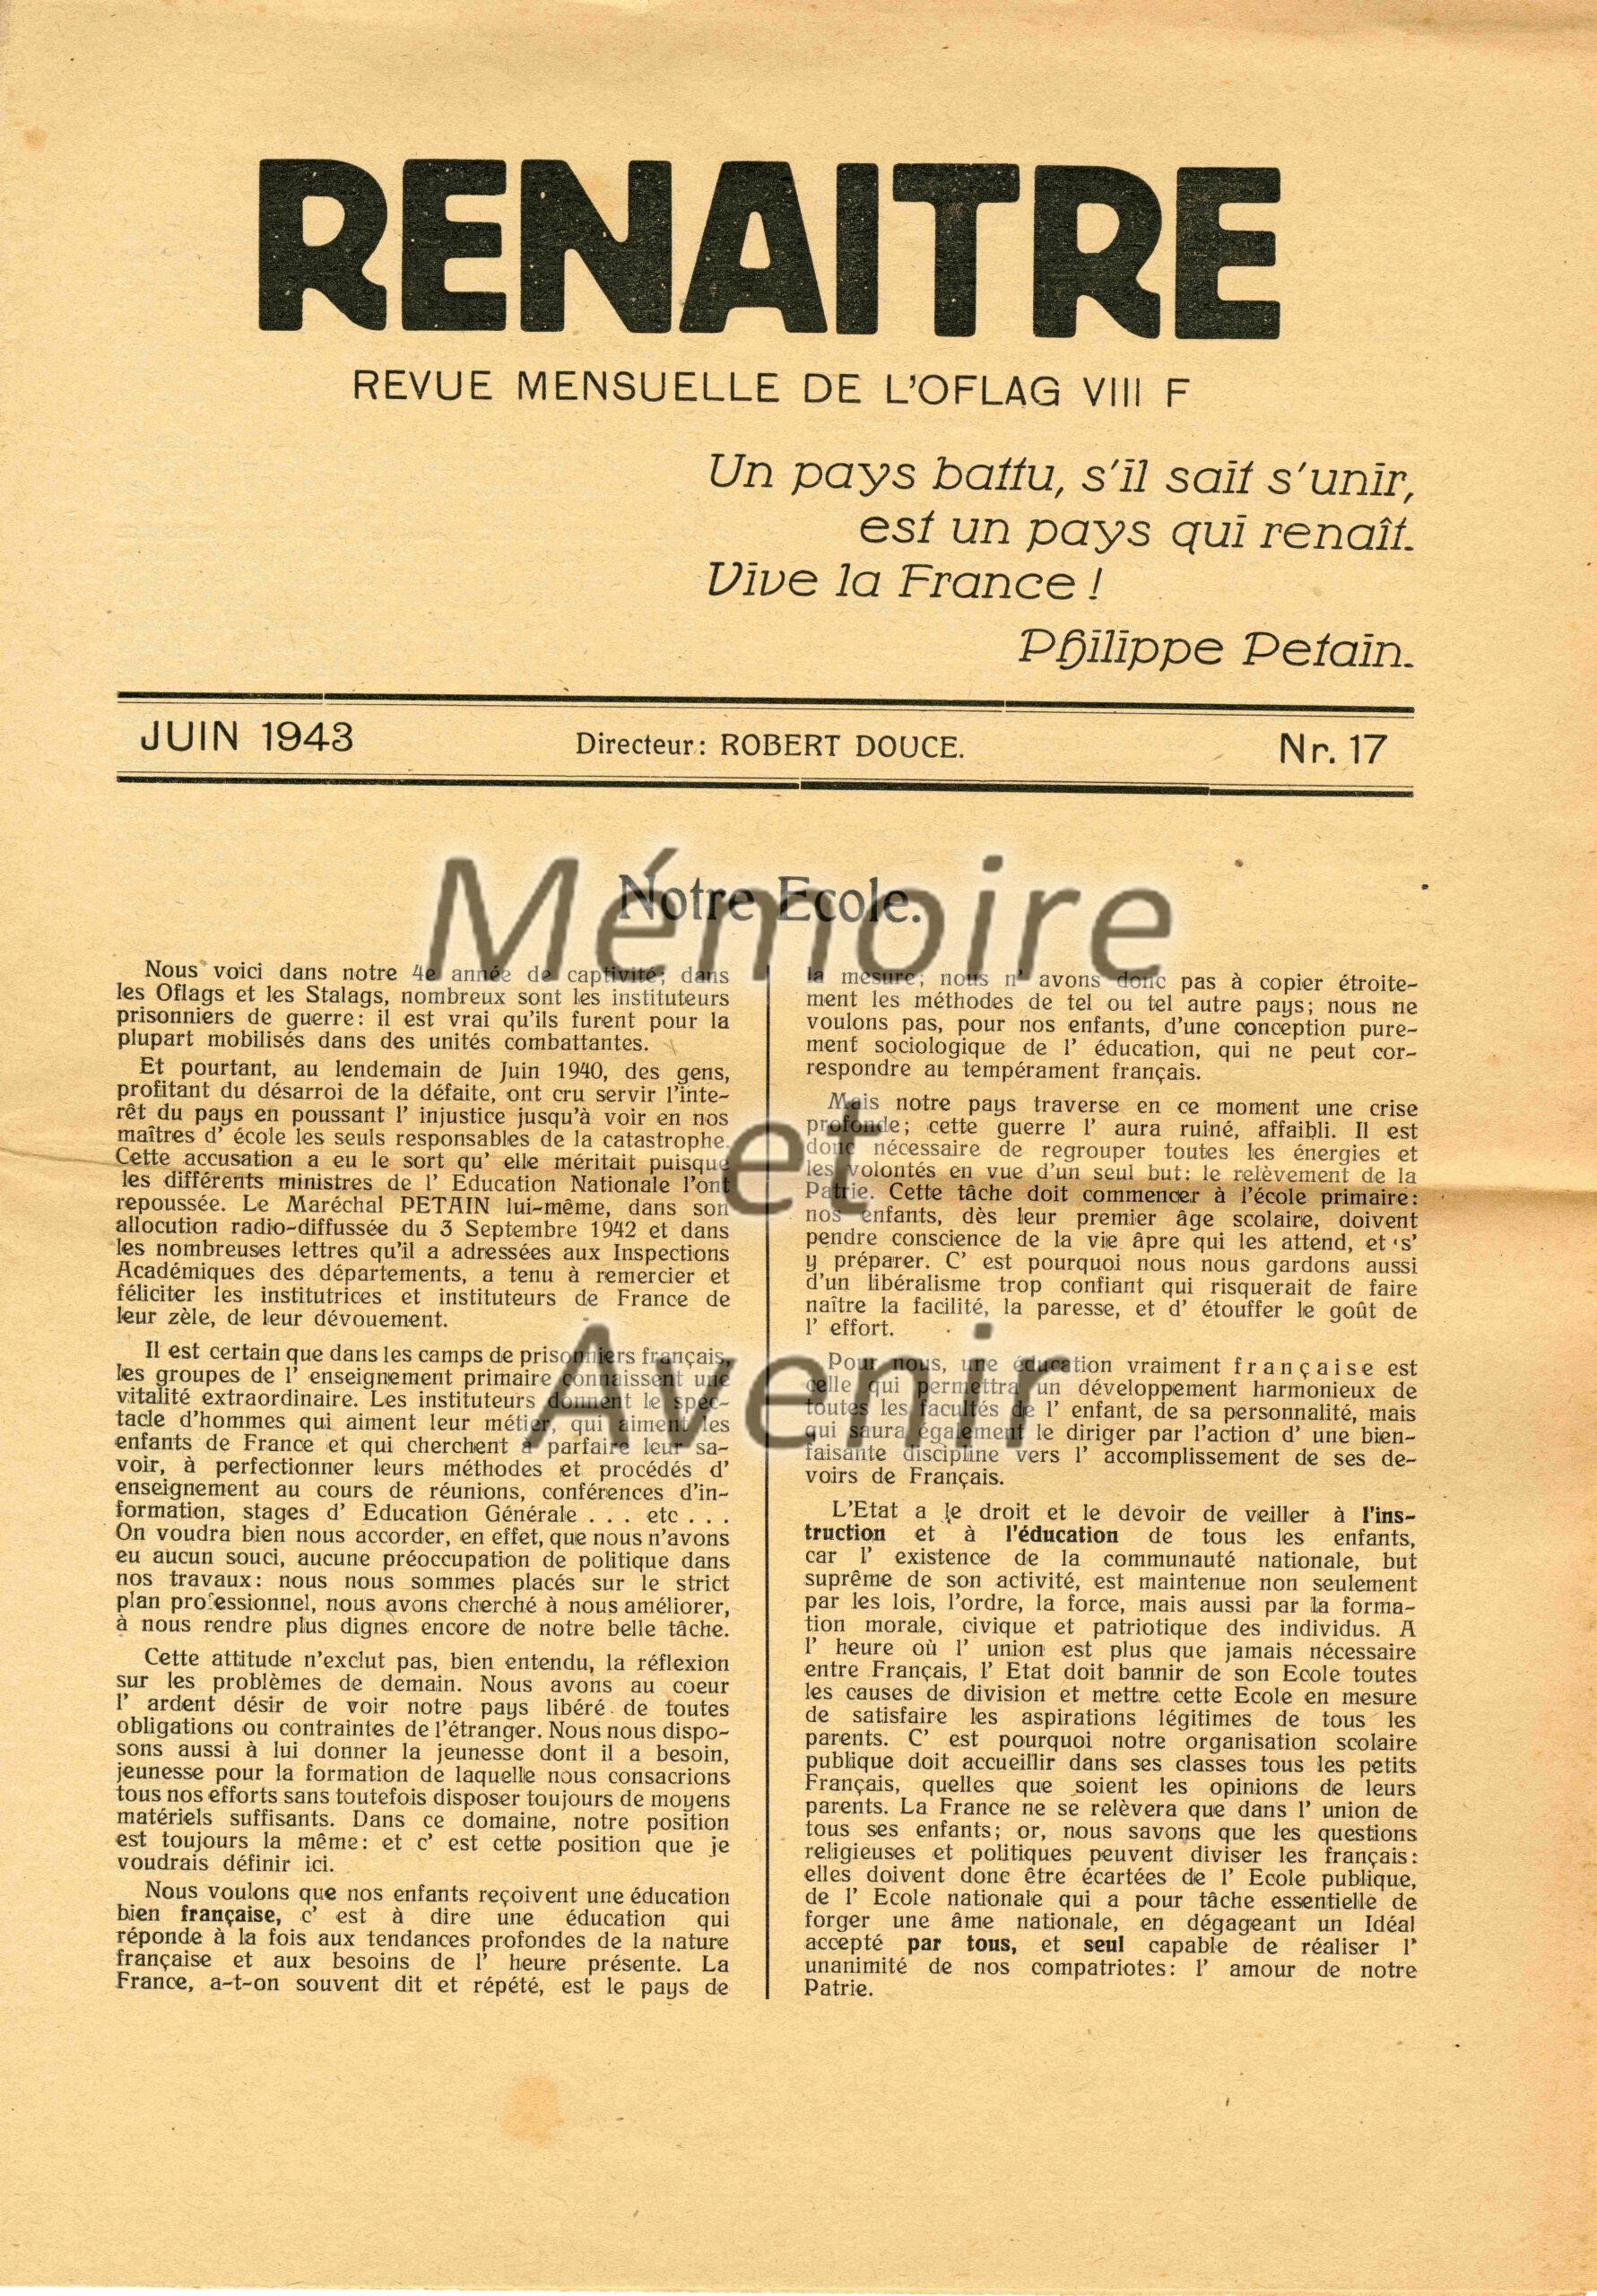 RENAITRE
REVUE MENSUELLE DE L'OFLAG VIII F
Un pays battu, s'il sait s'unir,
est un pays qui renaît.
Vive la France !
Philippe Petain.
JUIN 1943
Directeur: ROBERT DOUCE.
Nr. 17
Mémoire
et
Avenir
Notre Ecole.
Nous voici dans notre 4e année de captivité; dans
les Oflags et les Stalags, nombreux sont les instituteurs
prisonniers de guerre: il est vrai qu'ils furent pour la
plupart mobilisés dans des unités combattantes.
Et pourtant, au lendemain de Juin 1940, des gens,
profitant du désarroi de la défaite, ont cru servir l'inte-
rêt du pays en poussant l' injustice jusqu'à voir en nos
maîtres d' école les seuls responsables de la catastrophe.
Cette accusation a eu le sort qu' elle méritait puisque
les différents ministres de l' Education Nationale l'ont
repoussée. Le Maréchal PETAIN lui-même, dans son
allocution radio-diffussée du 3 Septembre 1942 et dans
les nombreuses lettres qu'il a adressées aux Inspections
Académiques des départements, a tenu à remercier et
féliciter les institutrices et instituteurs de France de
leur zèle, de leur dévouement.
Il est certain que dans les camps de prisonniers français,
les groupes de l' enseignement primaire connaissent une
vitalité extraordinaire. Les instituteurs donnent le spec-
tacle d'hommes qui aiment leur métier, qui aiment les
enfants de France et qui cherchent à parfaire leur sa-
voir, à perfectionner leurs méthodes et procédés d'
enseignement au cours de réunions, conférences d'in-
formation, stages d' Education Générale . . . etc . . .
On voudra bien nous accorder, en effet, que nous n'avons
eu aucun souci, aucune préoccupation de politique dans
nos travaux: nous nous sommes placés sur le strict
plan professionnel, nous avons cherché à nous améliorer,
à nous rendre plus dignes encore de notre belle tâche.
Cette attitude n'exclut pas, bien entendu, la réflexion
sur les problèmes de demain. Nous avons au coeur
l' ardent désir de voir notre pays libéré de toutes
obligations ou contraintes de l'étranger. Nous nous dispo-
sons aussi à lui donner la jeunesse dont il a besoin,
jeunesse pour la formation de laquelle nous consacrions
tous nos efforts sans toutefois disposer toujours de moyens
matériels suffisants. Dans ce domaine, notre position
est toujours la même: et c' est cette position que je
voudrais définir ici.
Nous voulons que nos enfants reçoivent une éducation
bien française, c' est à dire une éducation qui
réponde à la fois aux tendances profondes de la nature
française et aux besoins de l' heure présente. La
France, a-t-on souvent dit et répété, est le pays de
la mesure; nous n' avons donc pas à copier étroite-
ment les méthodes de tel ou tel autre pays; nous ne
voulons pas, pour nos enfants, d'une conception pure-
ment sociologique de l' éducation, qui ne peut cor-
respondre au tempérament français.
Mais notre pays traverse en ce moment une crise
profonde; cette guerre l' aura ruiné, affaibli. Il est
donc nécessaire de regrouper toutes les énergies et
les volontés en vue d'un seul but: le relèvement de la
Patrie. Cette tâche doit commencer à l'école primaire:
nos enfants, dès leur premier âge scolaire, doivent
pendre conscience de la vie âpre qui les attend, et s'
y préparer. C' est pourquoi nous nous gardons aussi
d'un libéralisme trop confiant qui risquerait de faire
naître la facilité, la paresse, et d' étouffer le goût de
l' effort.
Pour nous, une éducation vraiment française est
celle qui permettra un développement harmonieux de
toutes les facultés de l' enfant, de sa personnalité, mais
qui saura également le diriger par l'action d' une bien-
faisante discipline vers l' accomplissement de ses de-
voirs de Français.
L'Etat a le droit et le devoir de veiller à l'ins-
truction et à l'éducation de tous les enfants,
car l' existence de la communauté nationale, but
suprême de son activité, est maintenue non seulement
par les lois, l'ordre, la force, mais aussi par la forma-
tion morale, civique et patriotique des individus. A
l' heure où l' union est plus que jamais nécessaire
entre Français, l' Etat doit bannir de son Ecole toutes
les causes de division et mettre cette Ecole en mesure
de satisfaire les aspirations légitimes de tous les
parents. C' est pourquoi notre organisation scolaire
publique doit accueillir dans ses classes tous les petits
Français, quelles que soient les opinions de leurs
parents. La France ne se relèvera que dans l' union de
tous ses enfants; or, nous savons que les questions
religieuses et politiques peuvent diviser les français:
elles doivent donc être écartées de l' Ecole publique,
de l' Ecole nationale qui a pour tâche essentielle de
forger une âme nationale, en dégageant un Idéal
accepté par tous, et seul capable de réaliser l'
unanimité de nos compatriotes: l' amour de notre
Patrie.